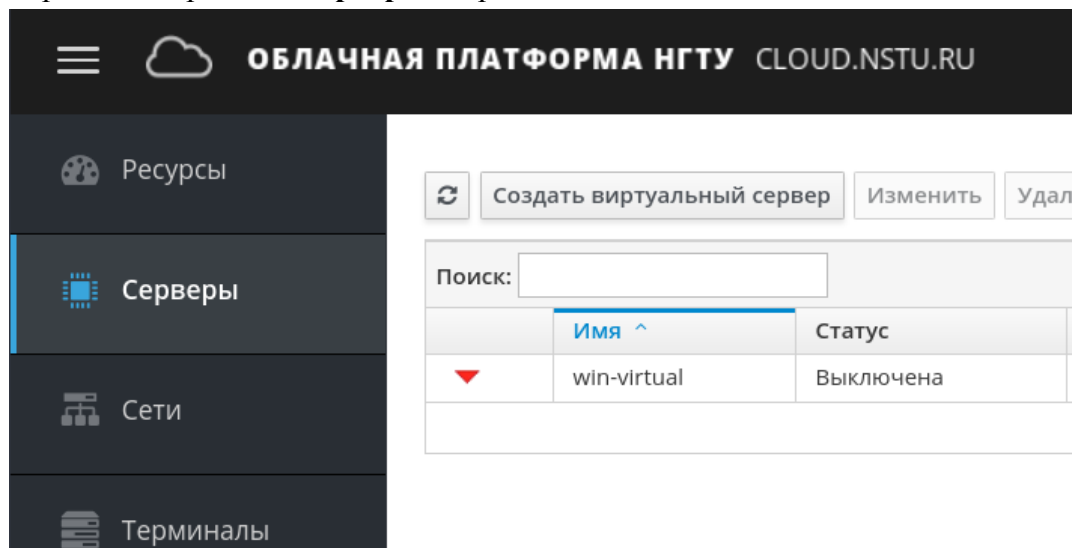 ОБЛАЧНАЯ ПЛАТФОРМА НГТУ CLOUD.NSTU.RU
Ресурсы
Создать виртуальный сервер Изменить Удал
Серверы
Поиск:
Имя Статус
win-virtual Выключена
Сети
Терминалы